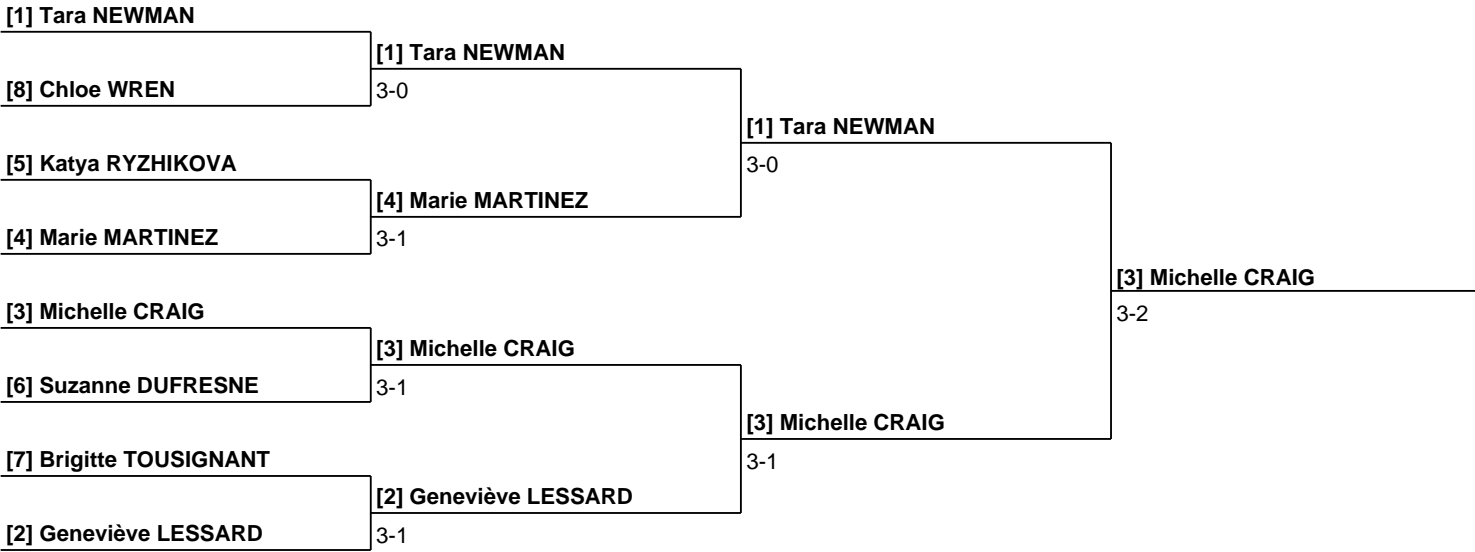 [1] Tara NEWMAN
[1] Tara NEWMAN
[8] Chloe WREN
3-0
[1] Tara NEWMAN
[5] Katya RYZHIKOVA
3-0
[4] Marie MARTINEZ
[4] Marie MARTINEZ
3-1
[3] Michelle CRAIG
[3] Michelle CRAIG
3-2
[3] Michelle CRAIG
[6] Suzanne DUFRESNE
3-1
[3] Michelle CRAIG
[7] Brigitte TOUSIGNANT
3-1
[2] Geneviève LESSARD
[2] Geneviève LESSARD
3-1